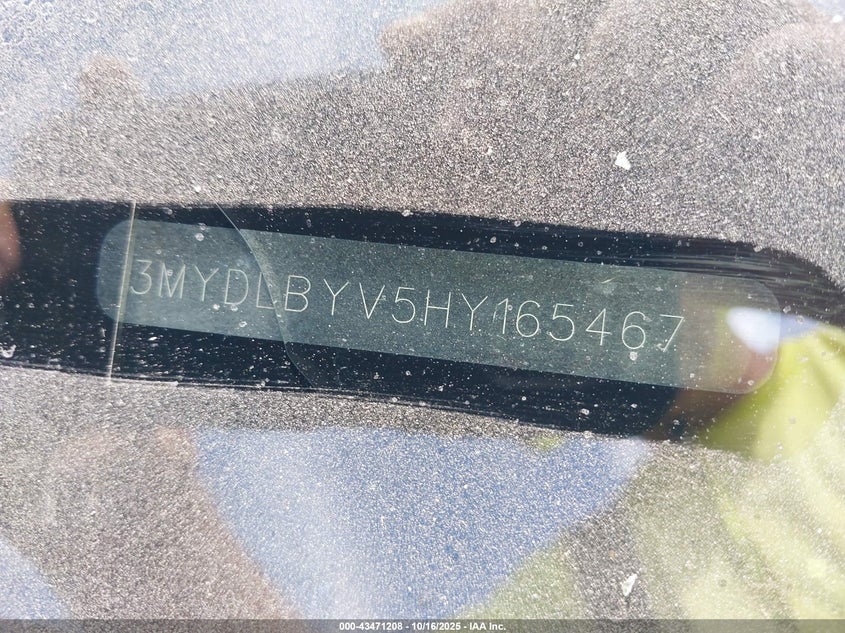 3MYDLBYV5HY165467
000-43471208 - 10/16/2025 - IAA Inc.